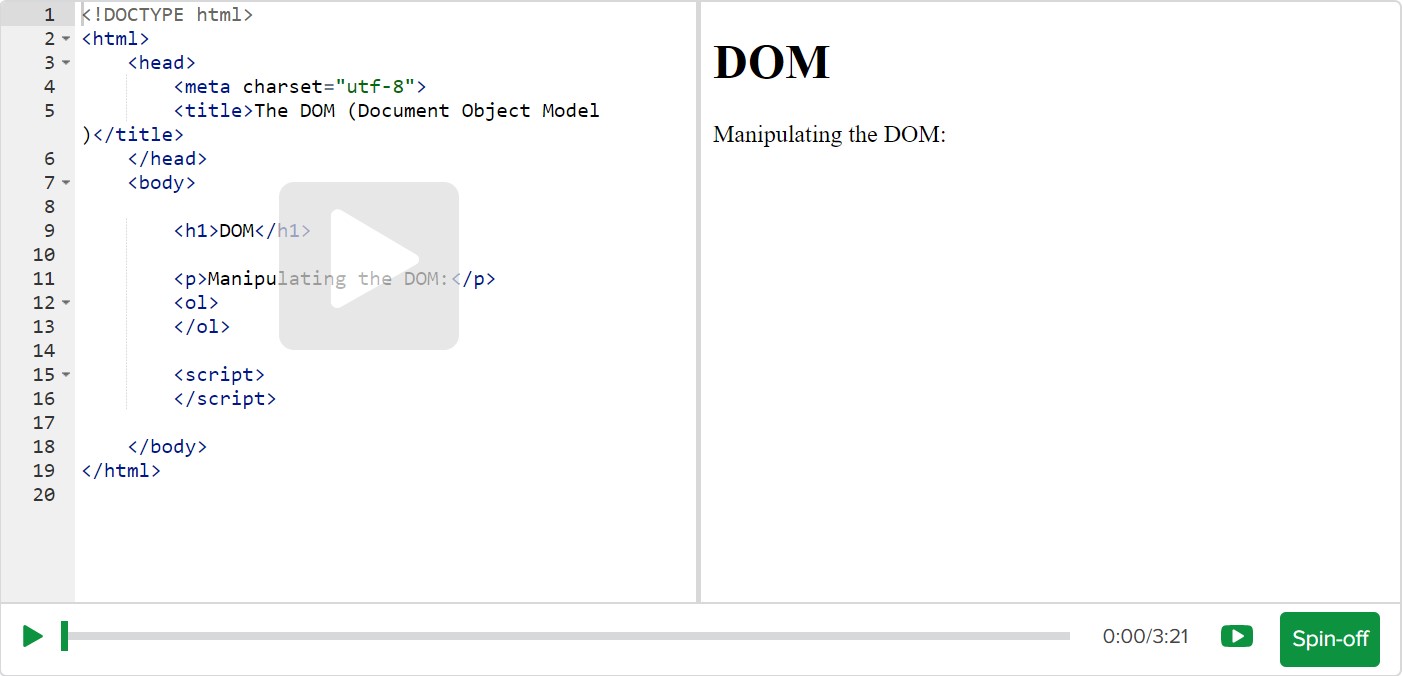 1 <!DOCTYPE html>
2 <html>
3 <head>
4 <meta charset="utf-8">
5 <title>The DOM (Document Object Model
)</title>
6 </head>
7 <body>
8
9 <h1>DOM</h1>
10
11 <p>Manipulating the DOM:</p>
12 <ol>
13 </ol>
14
15 <script>
16 </script>
17
18 </body>
19 </html>
20
DOM
Manipulating the DOM:
0:00/3:21
Spin-off